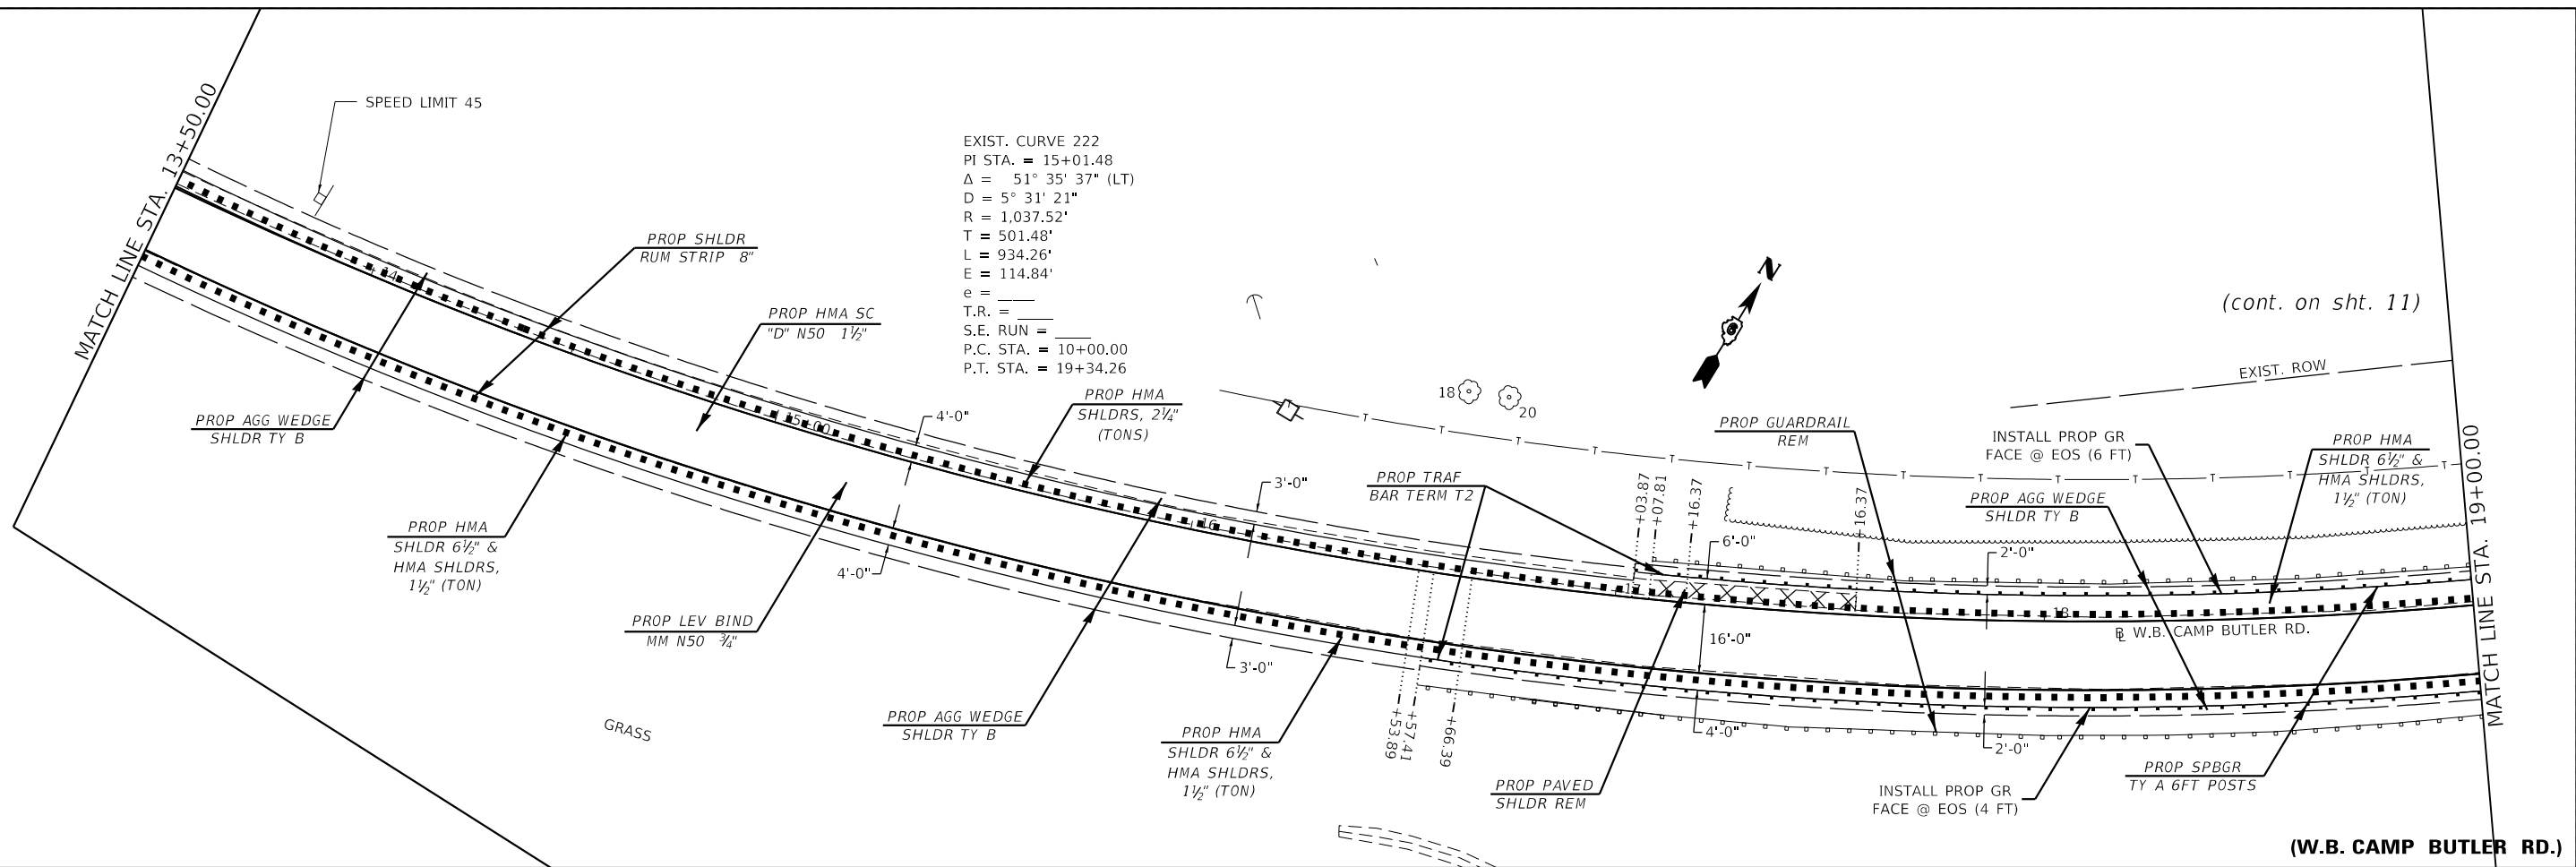 MATCH LINE STA. 13+50.00
SPEED LIMIT 45
PROP SHLDR
RUM STRIP 8"
PROP HMA SC
"D" N50 1½"
EXIST. CURVE 222
PI STA. = 15+01.48
Δ = 51° 35' 37" (LT)
D = 5° 31' 21"
R = 1,037.52'
T = 501.48'
L = 934.26'
E = 114.84'
e = ____
T.R. = ____
S.E. RUN = ____
P.C. STA. = 10+00.00
P.T. STA. = 19+34.26
N
(cont. on sht. 11)
EXIST. ROW
14
PROP AGG WEDGE
SHLDR TY B
15+00
4'-0"
PROP HMA
SHLDRS, 2¼"
(TONS)
18
20
PROP GUARDRAIL
REM
INSTALL PROP GR
FACE @ EOS (6 FT)
PROP HMA
SHLDR 6½" &
HMA SHLDRS,
1½" (TON)
T T T T T T T T T T T T T T T
PROP HMA
SHLDR 6½" &
HMA SHLDRS,
1½" (TON)
4'-0"
3'-0"
16
PROP TRAF
BAR TERM T2
+03.87
+07.81
+16.37
16.37
6'-0"
PROP AGG WEDGE
SHLDR TY B
2'-0"
17
18
MATCH LINE STA. 19+00.00
PROP LEV BIND
MM N50 ¾"
3'-0"
16'-0"
BL W.B. CAMP BUTLER RD.
GRASS
PROP AGG WEDGE
SHLDR TY B
PROP HMA
SHLDR 6½" &
HMA SHLDRS,
1½" (TON)
+53.89
+57.41
+66.39
4'-0"
2'-0"
PROP PAVED
SHLDR REM
INSTALL PROP GR
FACE @ EOS (4 FT)
PROP SPBGR
TY A 6FT POSTS
(W.B. CAMP BUTLER RD.)